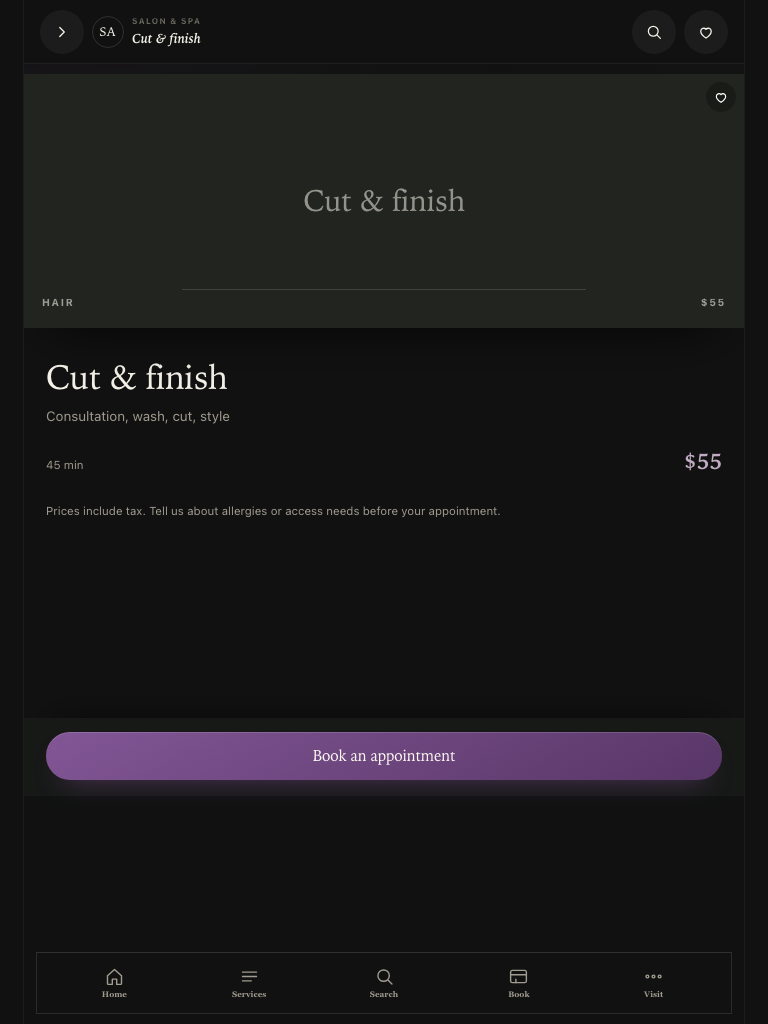 SA
SALON & SPA
Cut & finish
Cut & finish
HAIR
$55
Cut & finish
Consultation, wash, cut, style
45 min
$55
Prices include tax. Tell us about allergies or access needs before your appointment.
Book an appointment
Home
Services
Search
Book
Visit